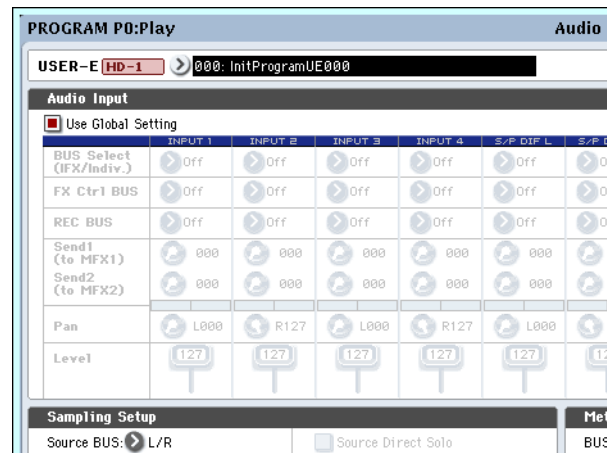 PROGRAM P0:Play Audio
USER-E HD-1 000: InitProgramUE000
Audio Input
Use Global Setting
INPUT 1 INPUT 2 INPUT 3 INPUT 4 S/P DIF L S/P D
BUS Select (IFX/Indiv.) Off Off Off Off Off
FX Ctrl BUS Off Off Off Off Off
REC BUS Off Off Off Off Off
Send1 (to MFX1) 000 000 000 000 000
Send2 (to MFX2) 000 000 000 000 000
Pan L000 R127 L000 R127 L000
Level 127 127 127 127 127
Sampling Setup Met
Source BUS: L/R Source Direct Solo BUS